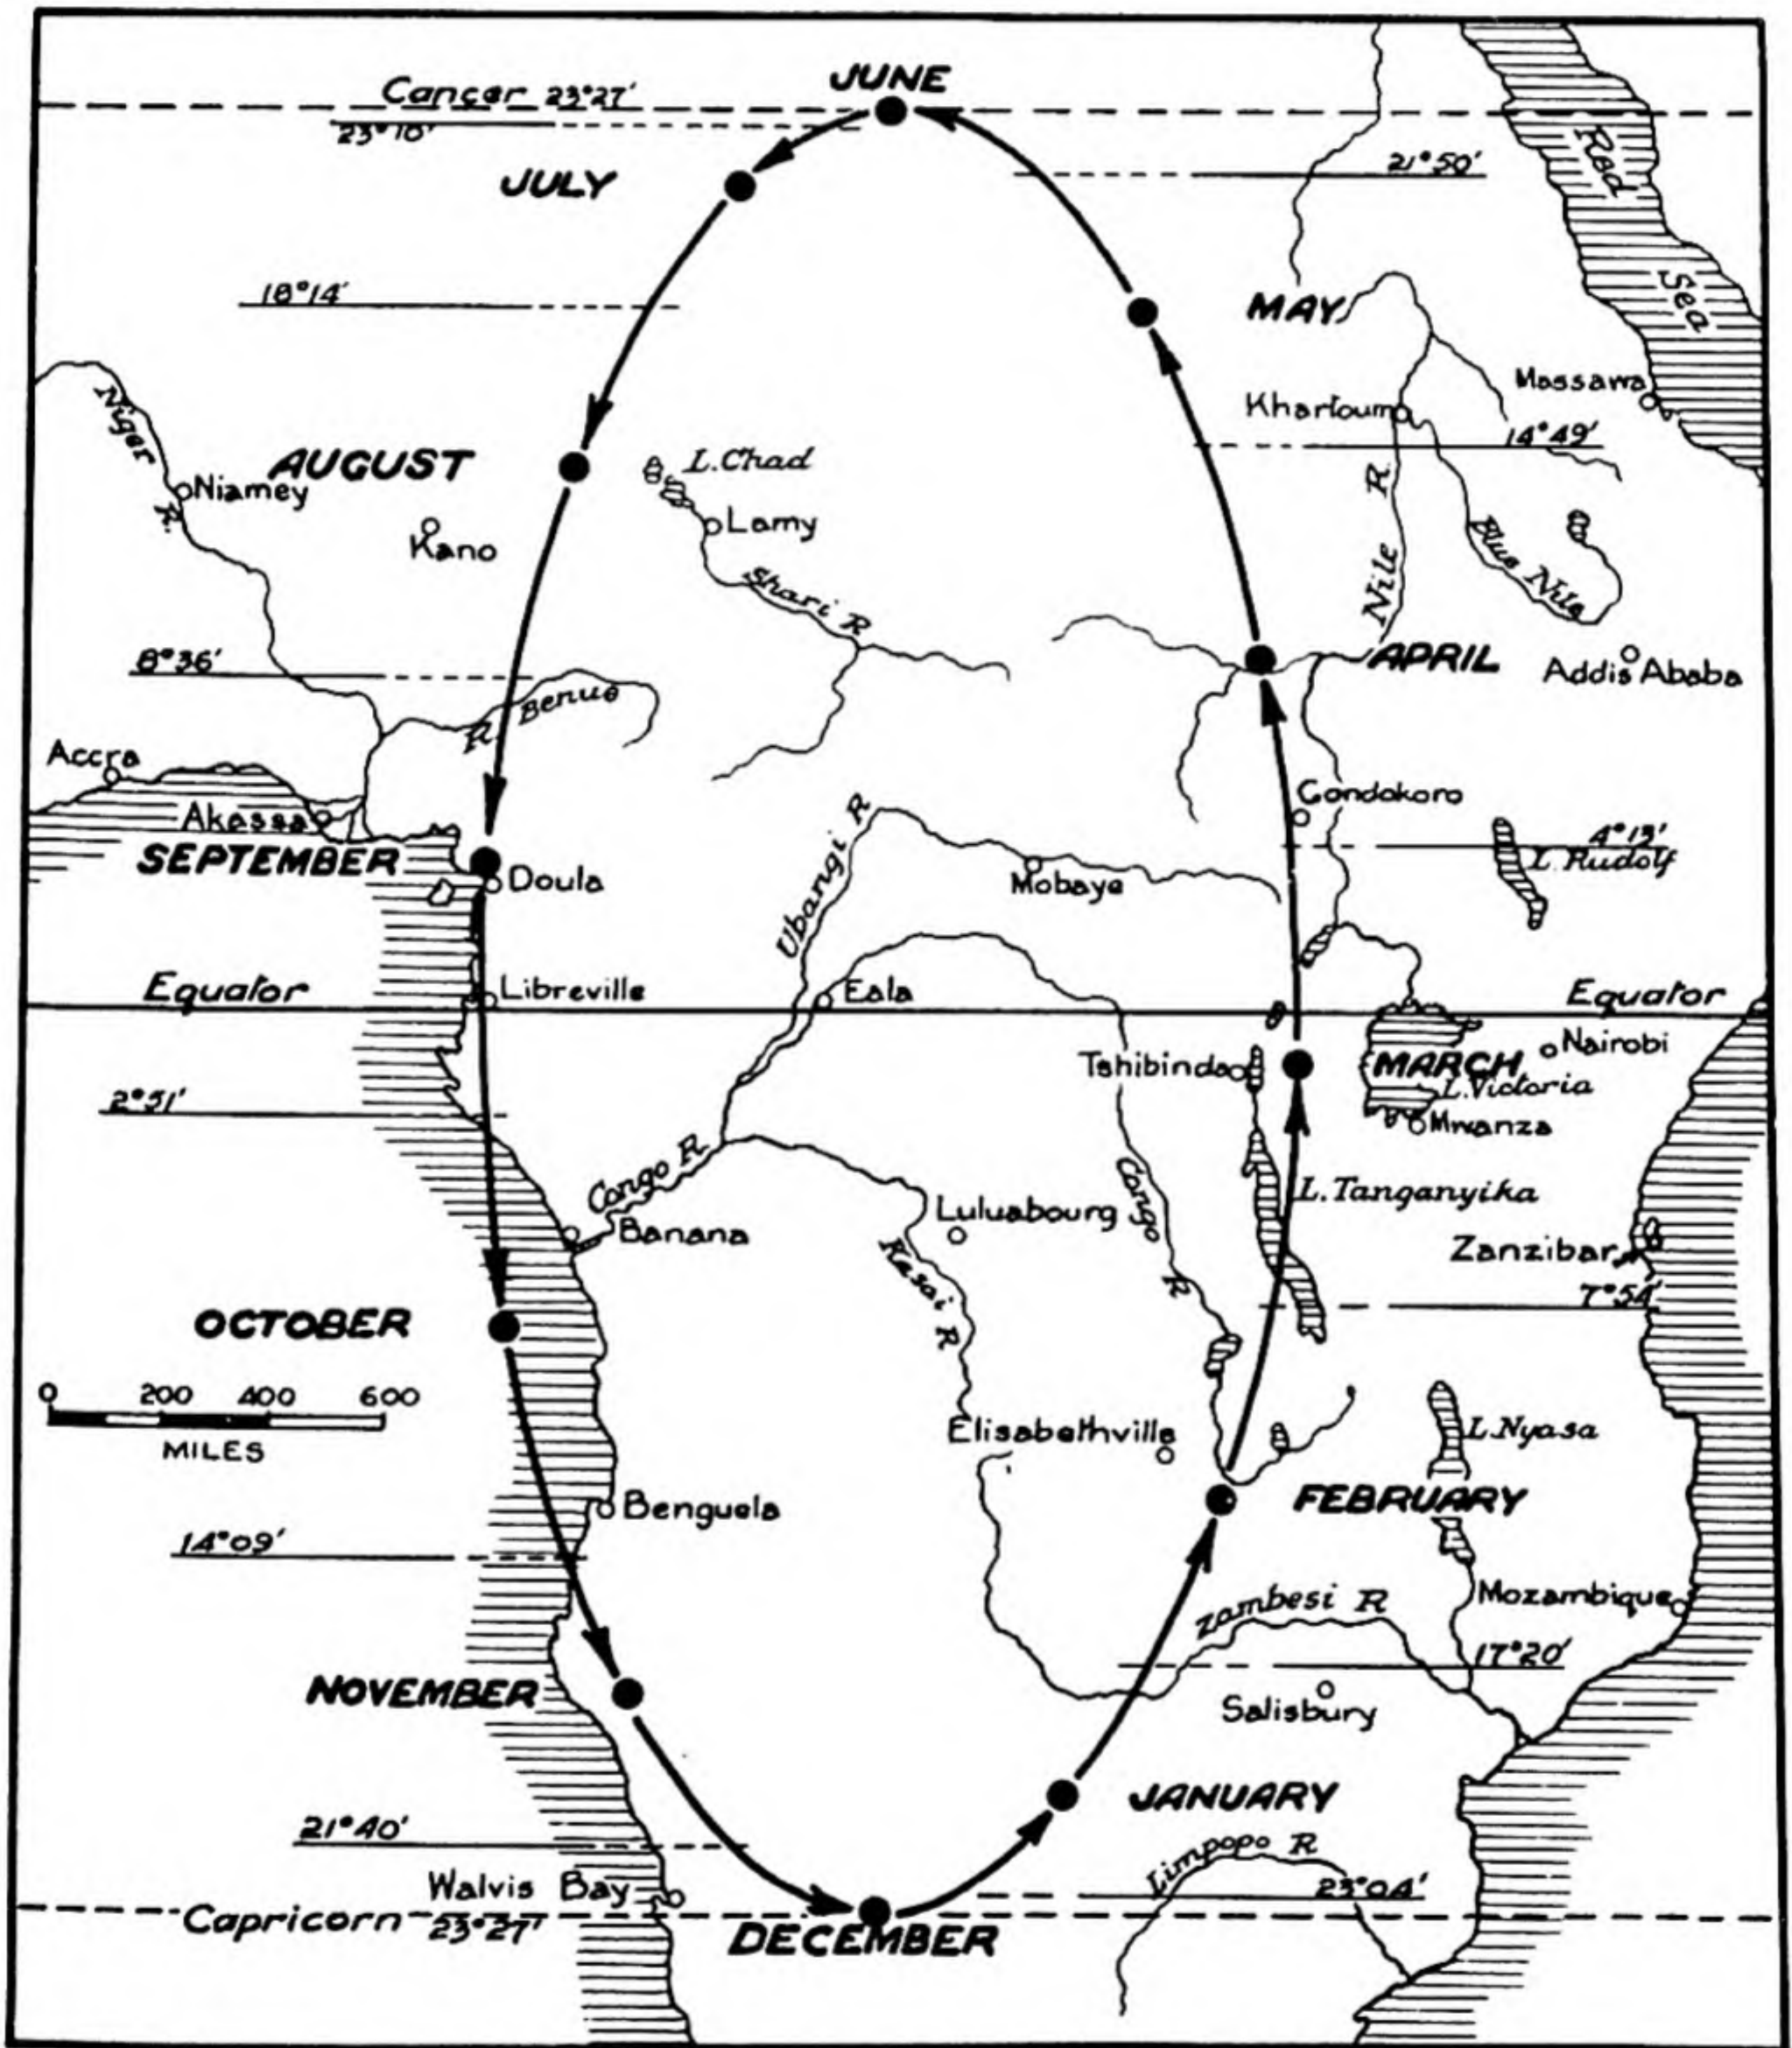 JUNE
Cancer 23°27'
23°10'
JULY
21°50'
Red
Sea
18°14'
MAY
Massawa
Khartoum
14°49'
Niger
R.
AUGUST
Niamey
L. Chad
Kano
Lamy
Nile R.
Blue Nile
Shari R
8°36'
APRIL
Addis Ababa
R. Benue
Accra
Akassa
Gondokoro
SEPTEMBER
Ubangi R
4°13'
L. Rudolf
Doula
Mobaye
Equator
Libreville
Eala
Equator
Tshibinda
MARCH
Nairobi
L. Victoria
2°51'
Mwanza
Congo R.
L. Tanganyika
Luluabourg
Congo
R
Banana
Kasai R
Zanzibar
7°54'
OCTOBER
0 200 400 600
MILES
Elisabethville
L. Nyasa
Benguela
FEBRUARY
14°09'
Zambesi R
Mozambique
17°20'
NOVEMBER
Salisbury
JANUARY
21°40'
Limpopo R
Walvis Bay
23°04'
Capricorn 23°27'
DECEMBER